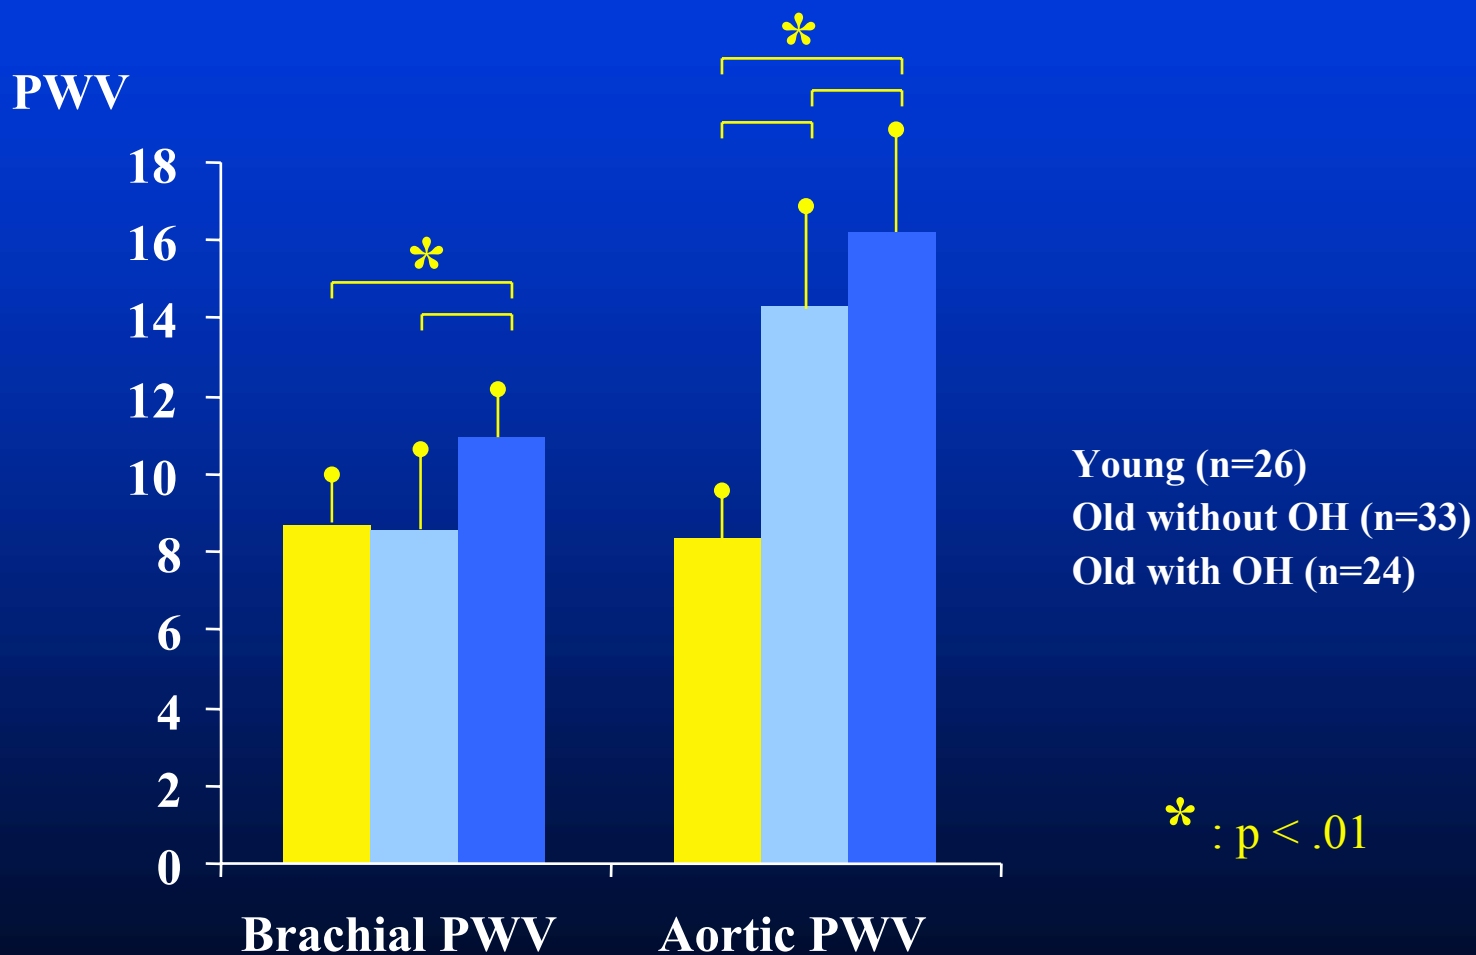 *
PWV
18
16
*
14
12
10
8
6
4
2
0
Young (n=26)
Old without OH (n=33)
Old with OH (n=24)
* : p < .01
Brachial PWV
Aortic PWV